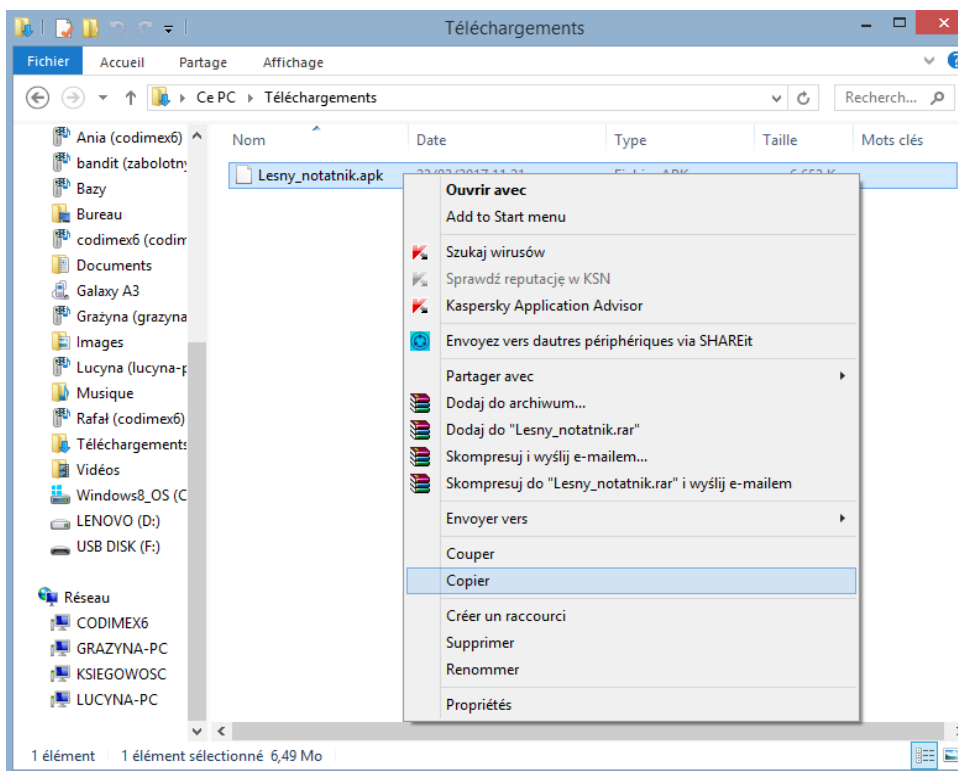 Téléchargements
Fichier Accueil Partage Affichage
Ce PC Téléchargements Recherch...
Nom Date Type Taille Mots clés
Lesny_notatnik.apk
Ania (codimex6)
bandit (zabolotny
Bazy
Bureau
codimex6 (codim
Documents
Galaxy A3
Grażyna (grazyna
Images
Lucyna (lucyna-p
Musique
Rafał (codimex6)
Téléchargements
Vidéos
Windows8_OS (C
LENOVO (D:)
USB DISK (F:)
Réseau
CODIMEX6
GRAZYNA-PC
KSIEGOWOSC
LUCYNA-PC
Ouvrir avec
Add to Start menu
Szukaj wirusów
Sprawdź reputację w KSN
Kaspersky Application Advisor
Envoyez vers dautres périphériques via SHAREit
Partager avec
Dodaj do archiwum...
Dodaj do "Lesny_notatnik.rar"
Skompresuj i wyślij e-mailem...
Skompresuj do "Lesny_notatnik.rar" i wyślij e-mailem
Envoyer vers
Couper
Copier
Créer un raccourci
Supprimer
Renommer
Propriétés
1 élément 1 élément sélectionné 6,49 Mo